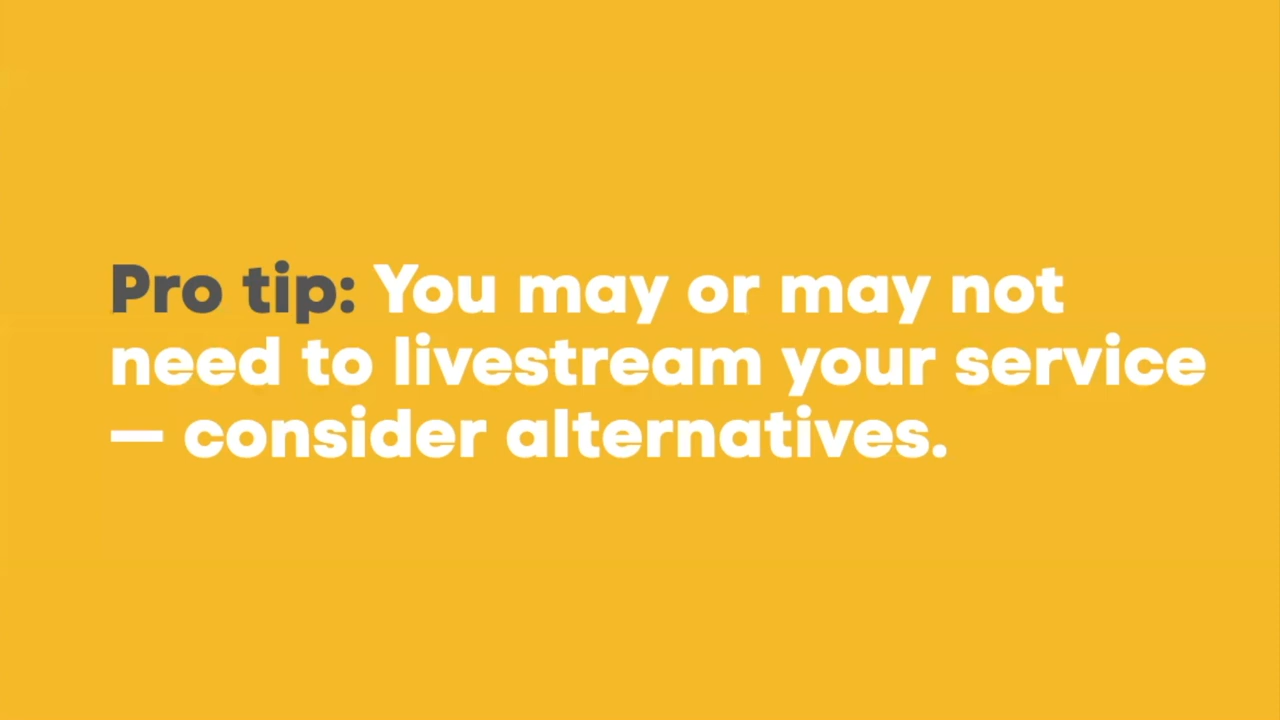 Pro tip: You may or may not
need to livestream your service
— consider alternatives.